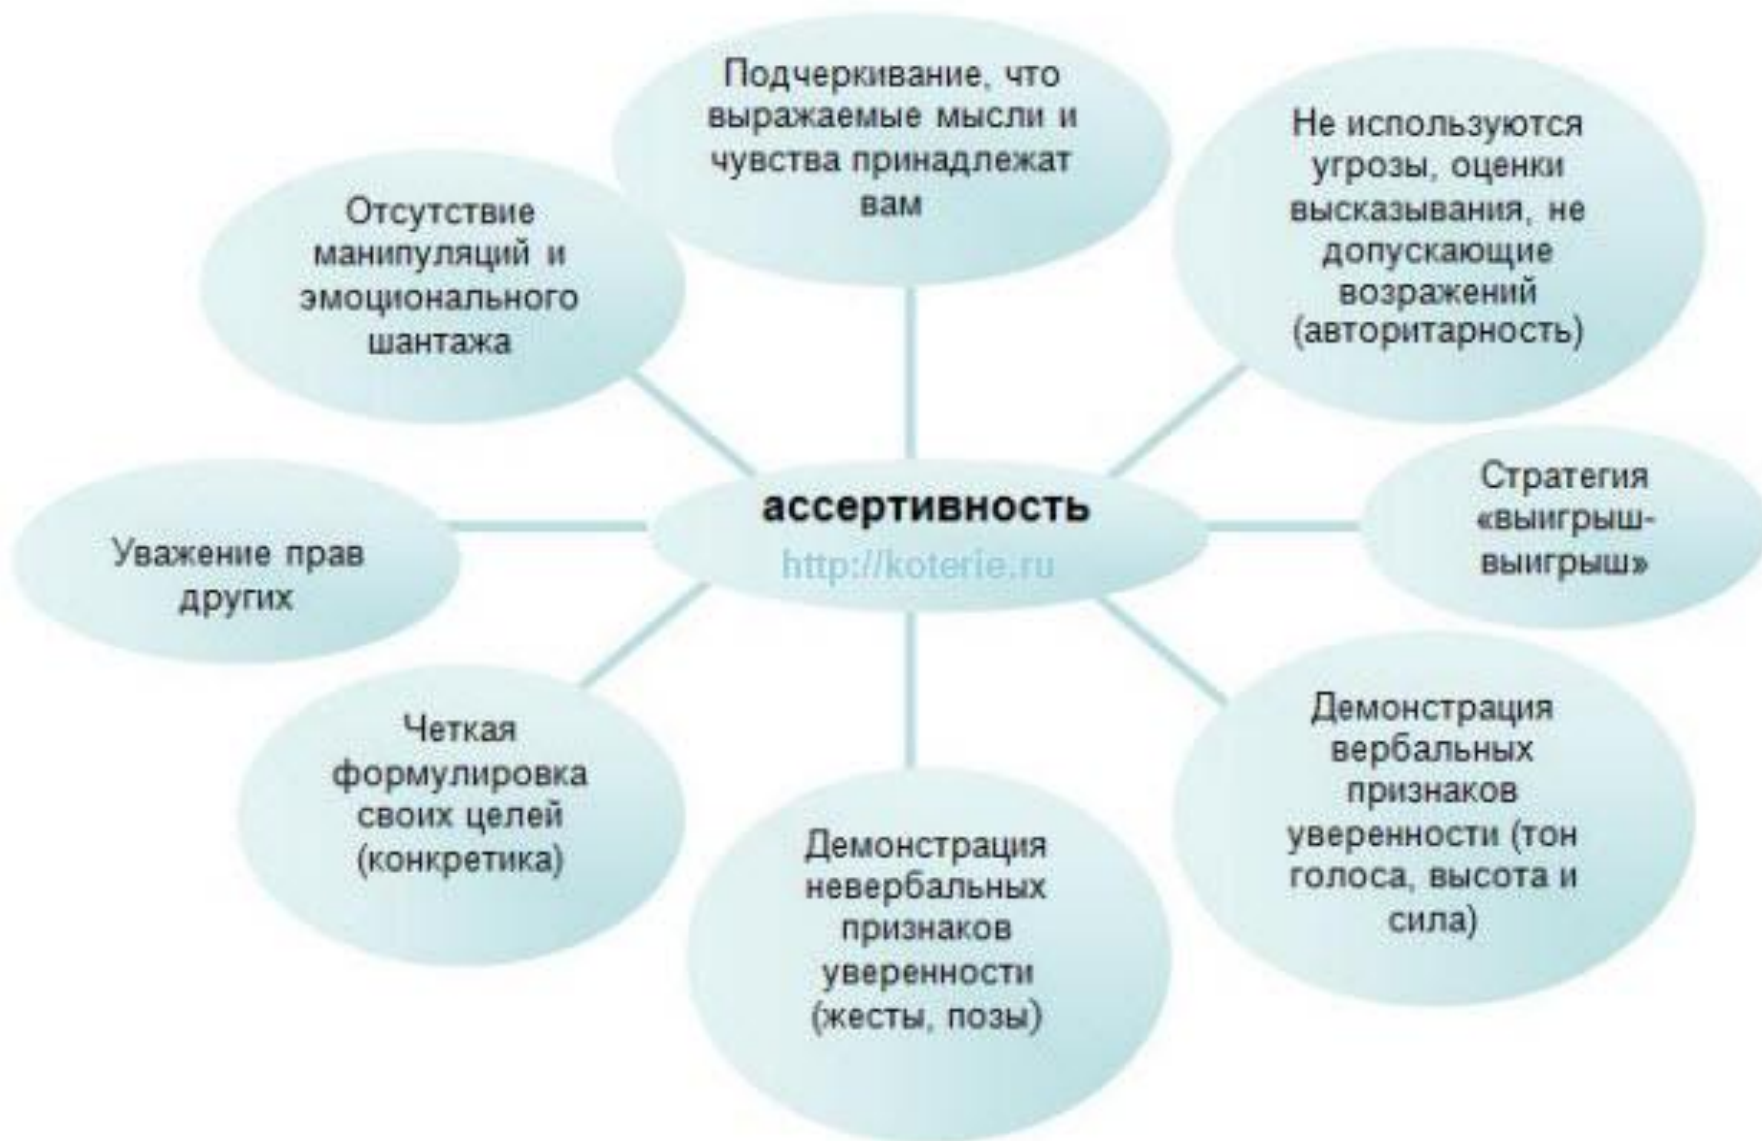 Подчеркивание, что
выражаемые мысли и
чувства принадлежат
вам
Не используются
угрозы, оценки
высказывания, не
допускающие
возражений
(авторитарность)
Стратегия
«выигрыш-
выигрыш»
Демонстрация
вербальных
признаков
уверенности (тон
голоса, высота и
сила)
Демонстрация
невербальных
признаков
уверенности
(жесты, позы)
Четкая
формулировка
своих целей
(конкретика)
Уважение прав
других
Отсутствие
манипуляций и
эмоционального
шантажа
ассертивность
http://koterie.ru